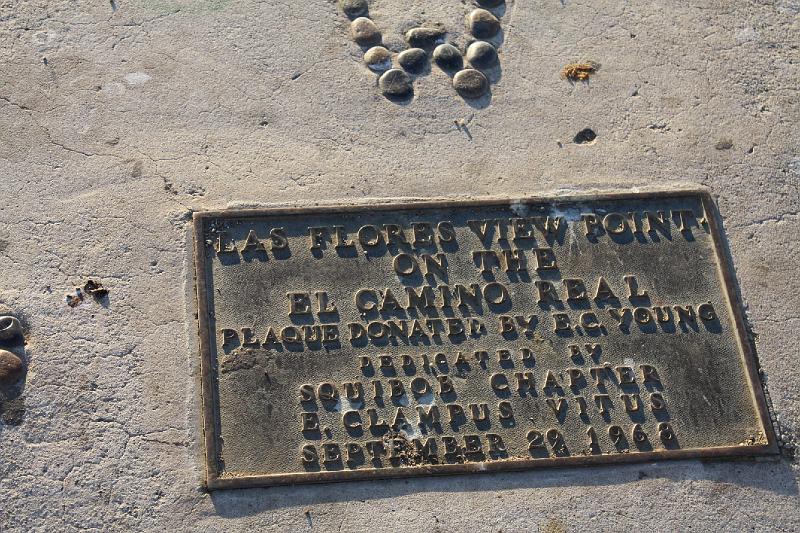 LAS FLORES VIEW POINT
ON THE
EL CAMINO REAL
PLAQUE DONATED BY E.C. YOUNG
DEDICATED BY
SQUIBOB CHAPTER
E. CLAMPUS VITUS
SEPTEMBER 29, 1968